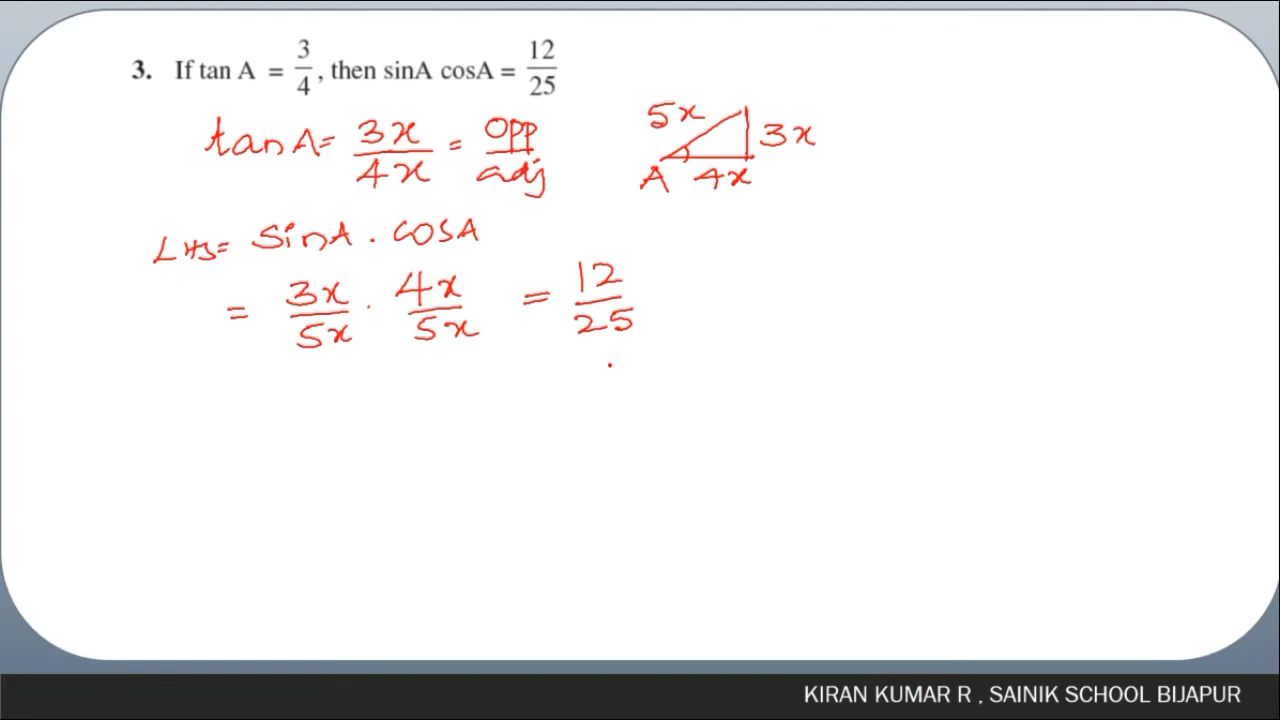 3. If tan A = 3/4, then sinA cosA = 12/25
tan A = 3x/4x = opp/adj
5x
3x
A 4x
LHS = sinA . cosA
= 3x/5x . 4x/5x = 12/25
KIRAN KUMAR R , SAINIK SCHOOL BIJAPUR